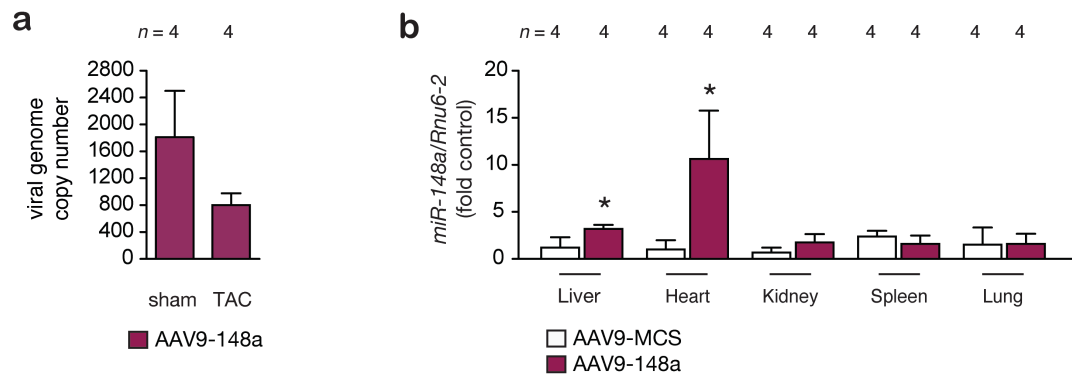 a
n = 4 4
viral genome
copy number
2800
2400
2000
1600
1200
800
400
0
sham TAC
AAV9-148a
b
n = 4 4 4 4 4 4 4 4 4 4
miR-148a/Rnu6-2
(fold control)
20
15
10
5
0
*
*
Liver Heart Kidney Spleen Lung
AAV9-MCS
AAV9-148a